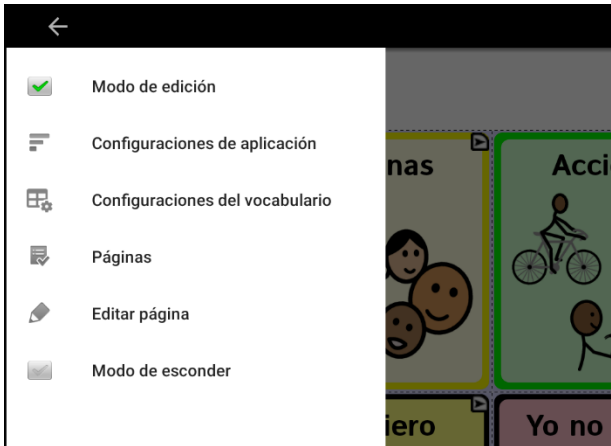 Modo de edición
Configuraciones de aplicación
Configuraciones del vocabulario
Páginas
Editar página
Modo de esconder
nas
Acci
iero
Yo no